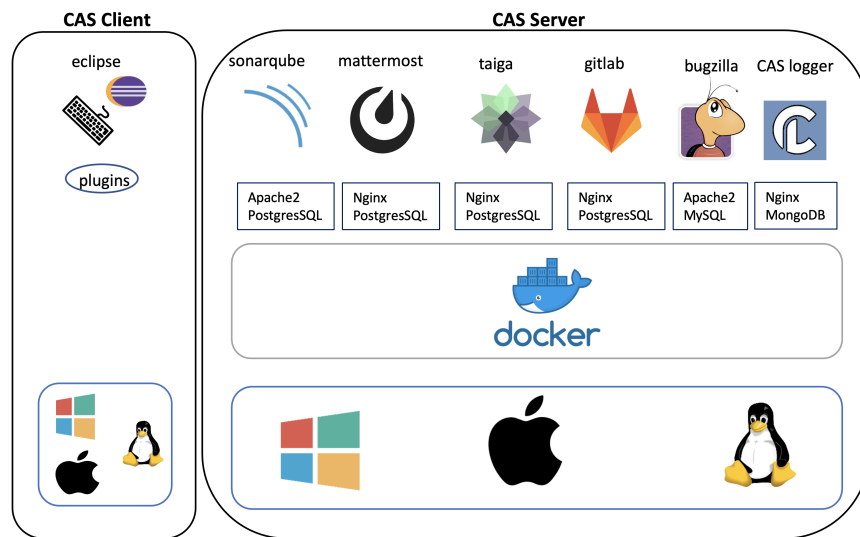 CAS Client
CAS Server
eclipse
plugins
sonarqube
mattermost
taiga
gitlab
bugzilla
CAS logger
CL
Apache2
PostgresSQL
Nginx
PostgresSQL
Nginx
PostgresSQL
Nginx
PostgresSQL
Apache2
MySQL
Nginx
MongoDB
docker